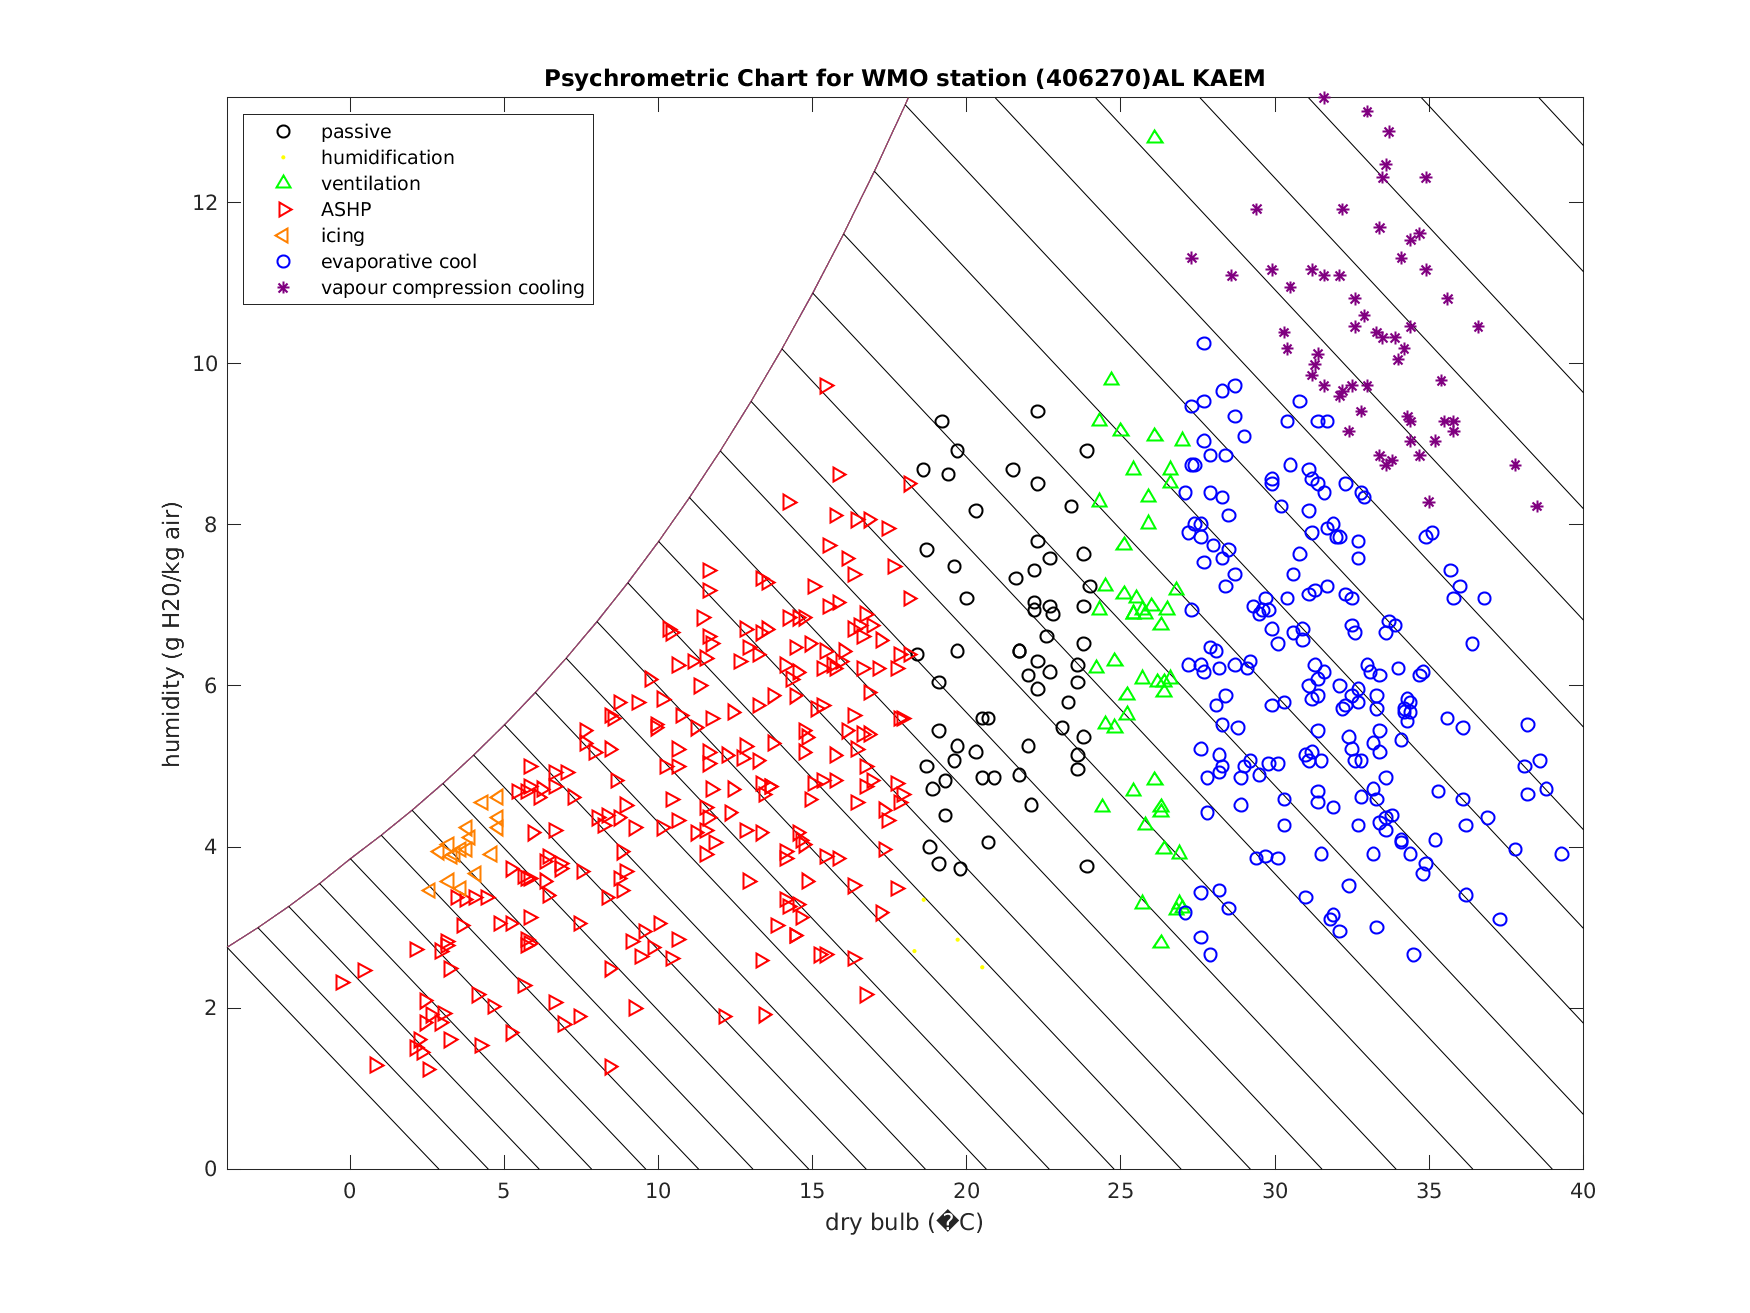 Psychrometric Chart for WMO station (406270)AL KAEM
passive
humidification
ventilation
ASHP
icing
evaporative cool
vapour compression cooling
humidity (g H20/kg air)
12
10
8
6
4
2
0
0 5 10 15 20 25 30 35 40
dry bulb (�C)